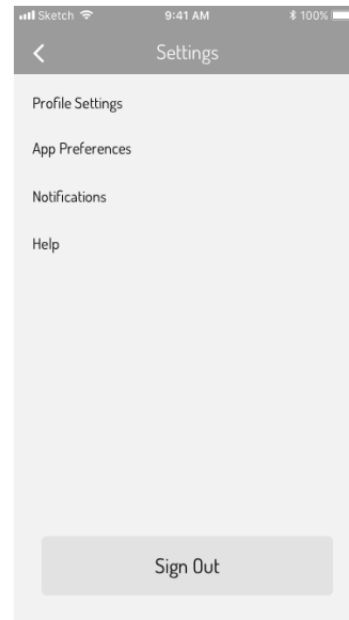 Sketch 9:41 AM 100%
Settings
Profile Settings
App Preferences
Notifications
Help
Sign Out